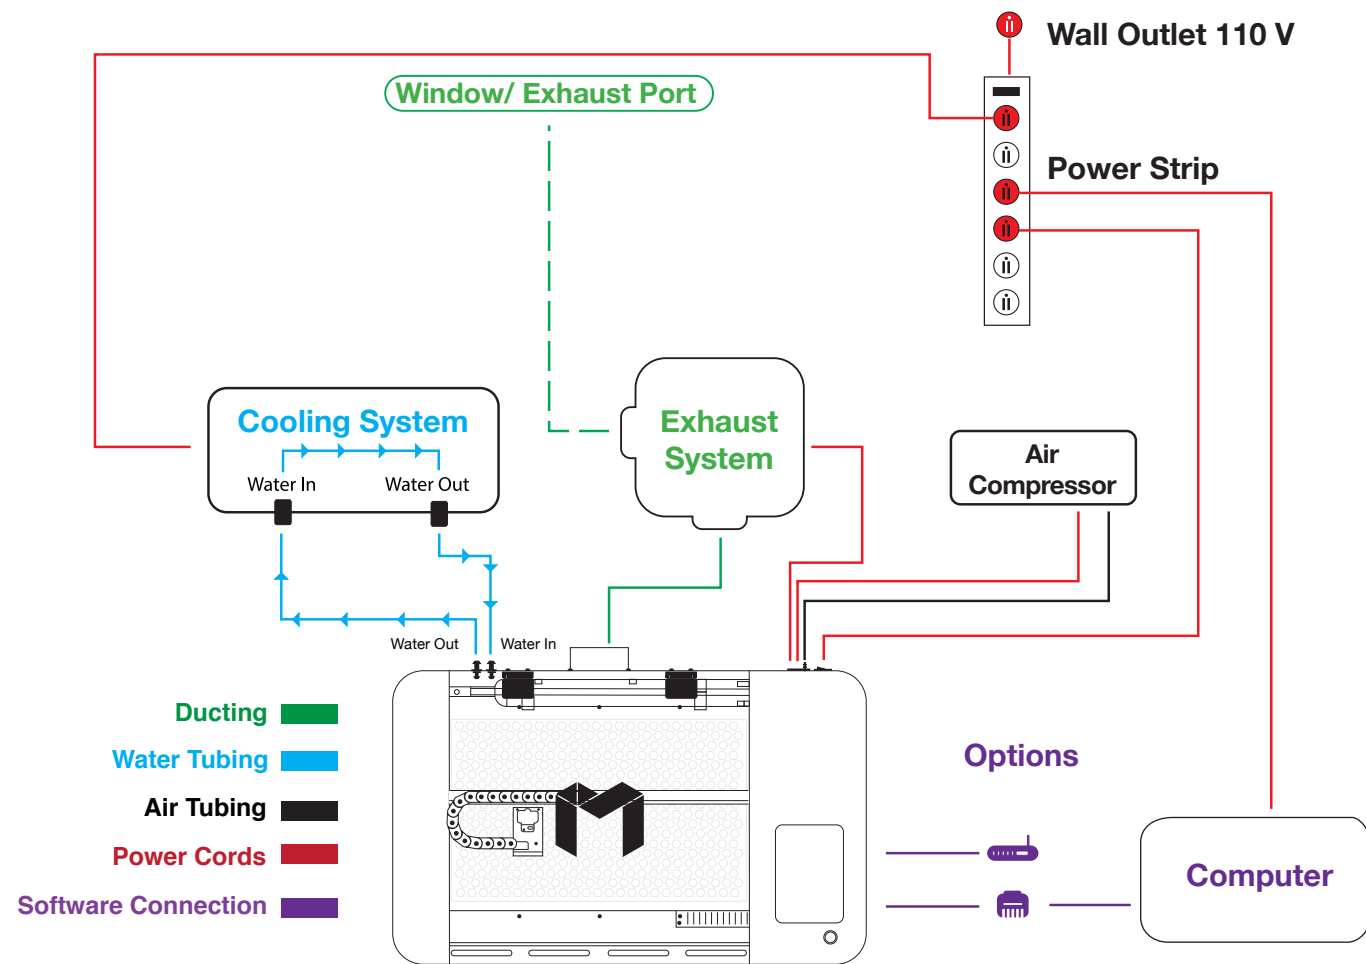 Wall Outlet 110 V
Window/ Exhaust Port
Power Strip
Cooling System
Water In
Water Out
Exhaust
System
Air
Compressor
Water Out
Water In
Ducting
Water Tubing
Air Tubing
Power Cords
Software Connection
Options
Computer